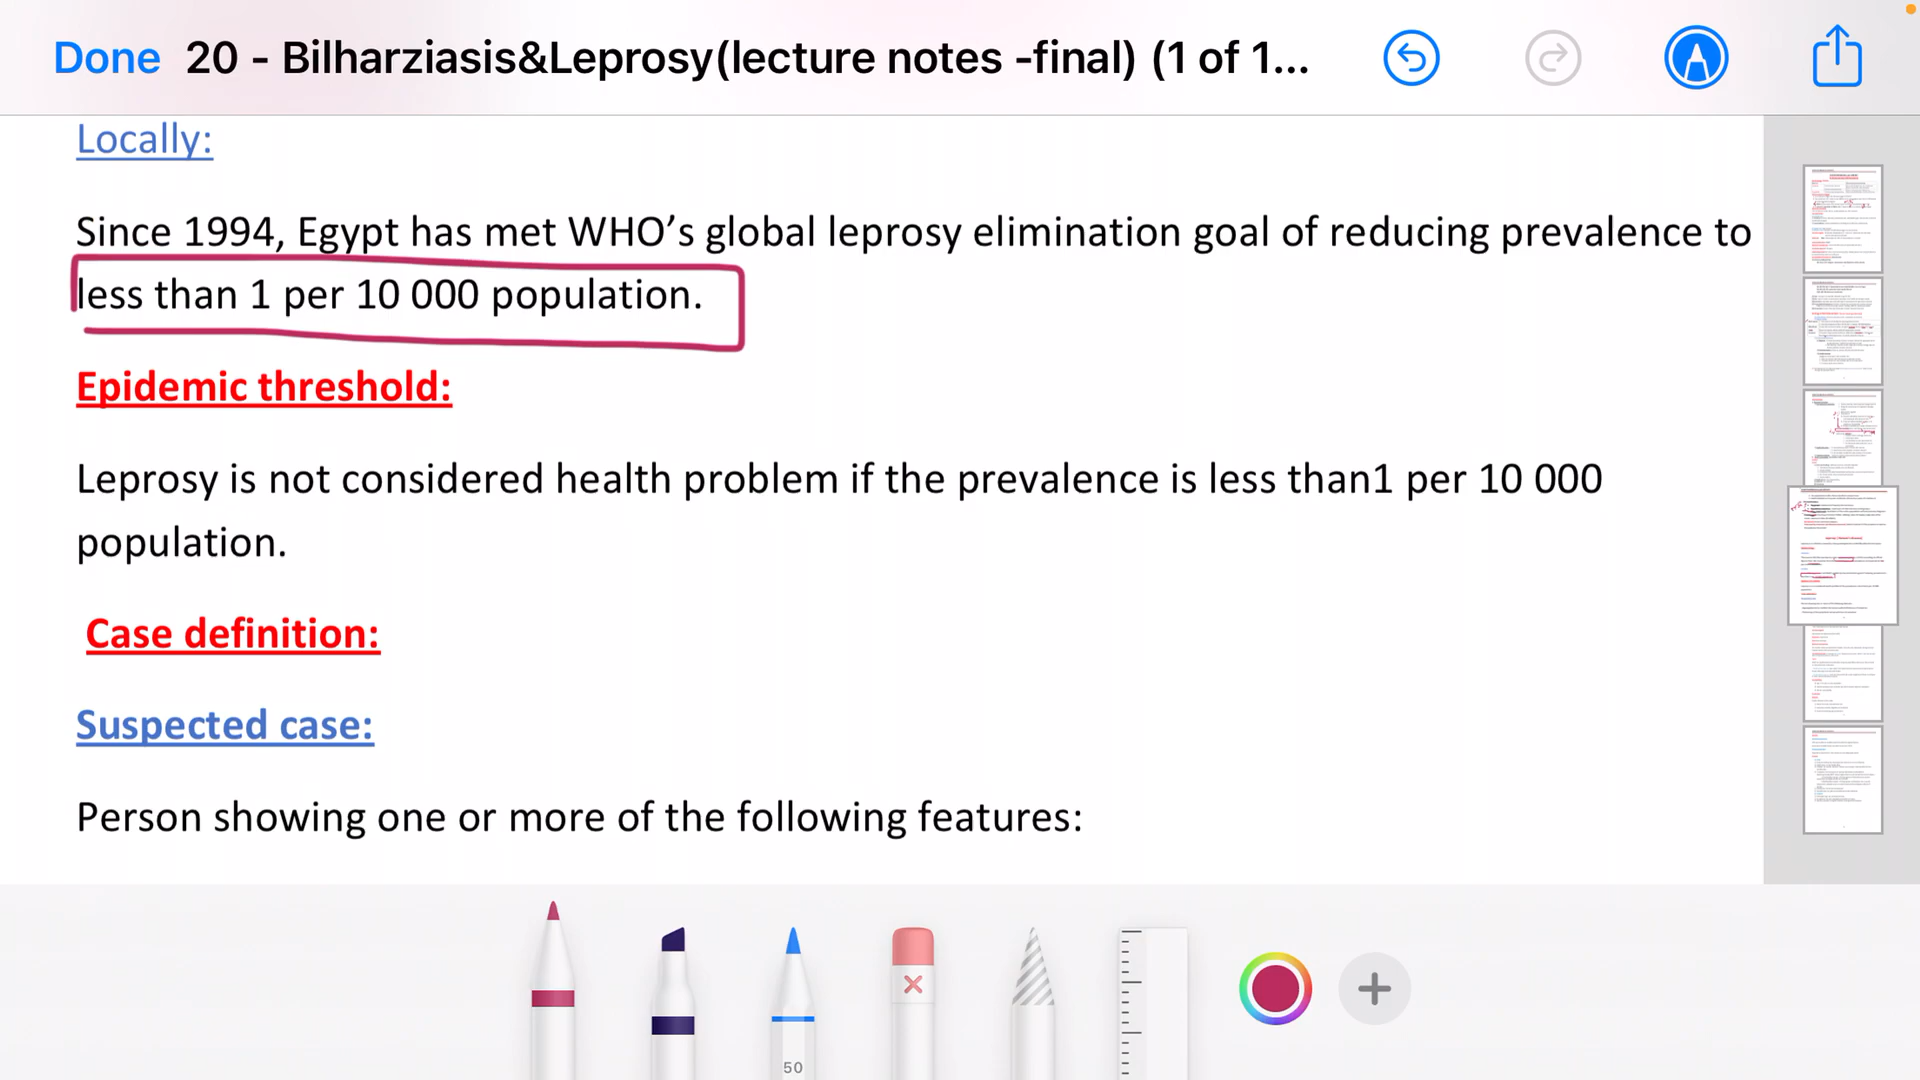 Done 20 - Bilharziasis&Leprosy(lecture notes -final) (1 of 1...
Locally:
Since 1994, Egypt has met WHO’s global leprosy elimination goal of reducing prevalence to
less than 1 per 10 000 population.
Epidemic threshold:
Leprosy is not considered health problem if the prevalence is less than1 per 10 000
population.
Case definition:
Suspected case:
Person showing one or more of the following features:
50